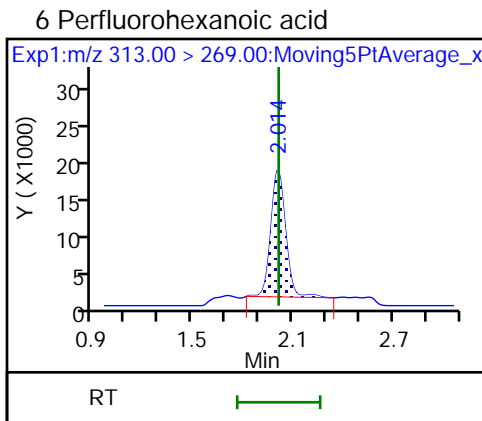 6 Perfluorohexanoic acid
Exp1:m/z 313.00 > 269.00:Moving5PtAverage_x
Y ( X1000)
30
25
20
15
10
5
0
2.014
0.9 1.5 2.1 2.7
Min
RT